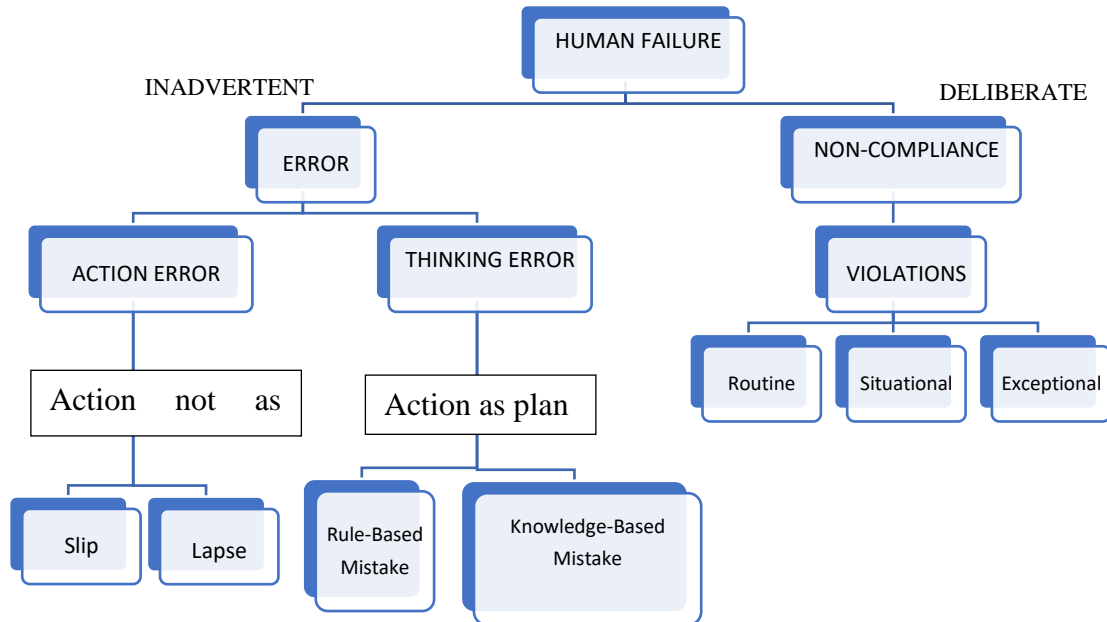 HUMAN FAILURE
INADVERTENT
DELIBERATE
ERROR
NON-COMPLIANCE
ACTION ERROR
THINKING ERROR
VIOLATIONS
Action not as
Action as plan
Routine
Situational
Exceptional
Slip
Lapse
Rule-Based
Mistake
Knowledge-Based
Mistake